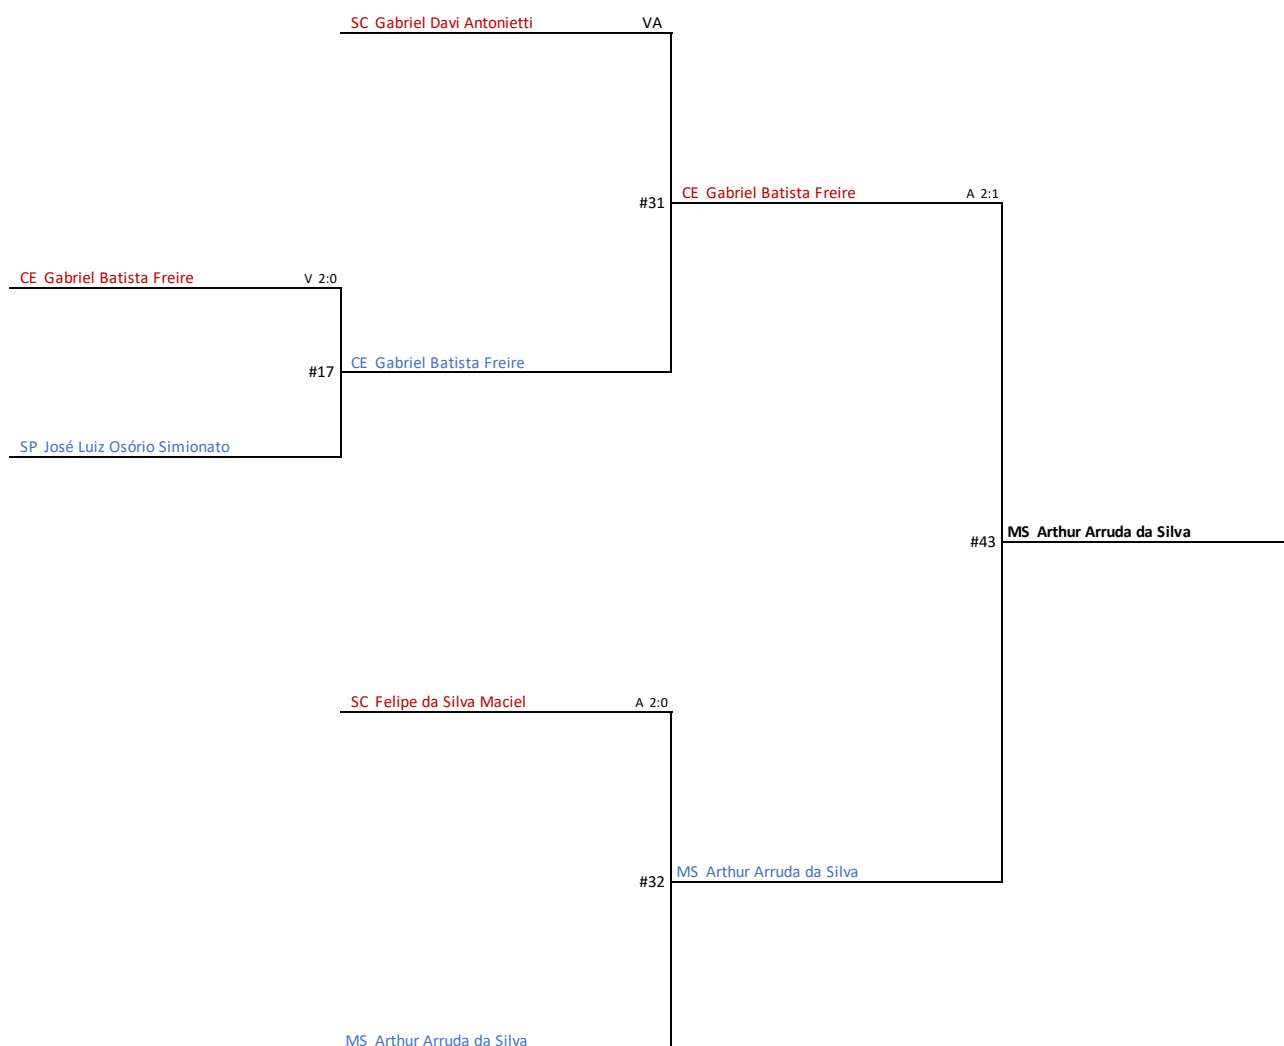 SC Gabriel Davi Antonietti VA
#31 CE Gabriel Batista Freire A 2:1
CE Gabriel Batista Freire V 2:0
#17 CE Gabriel Batista Freire
SP José Luiz Osório Simionato
#43 MS Arthur Arruda da Silva
SC Felipe da Silva Maciel A 2:0
#32 MS Arthur Arruda da Silva
MS Arthur Arruda da Silva